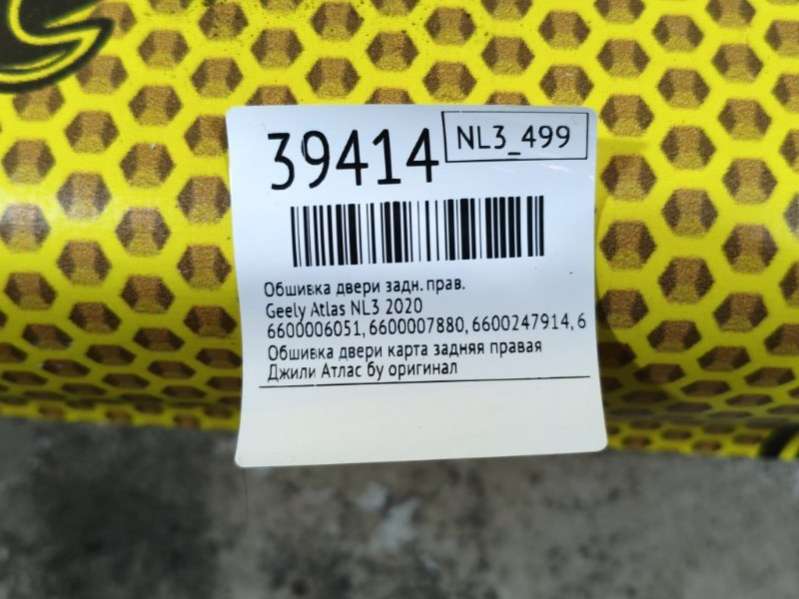 39414
NL3_499
Обшивка двери задн. прав.
Geely Atlas NL3 2020
6600006051, 6600007880, 6600247914, 6
Обшивка двери карта задняя правая
Джили Атлас бу оригинал